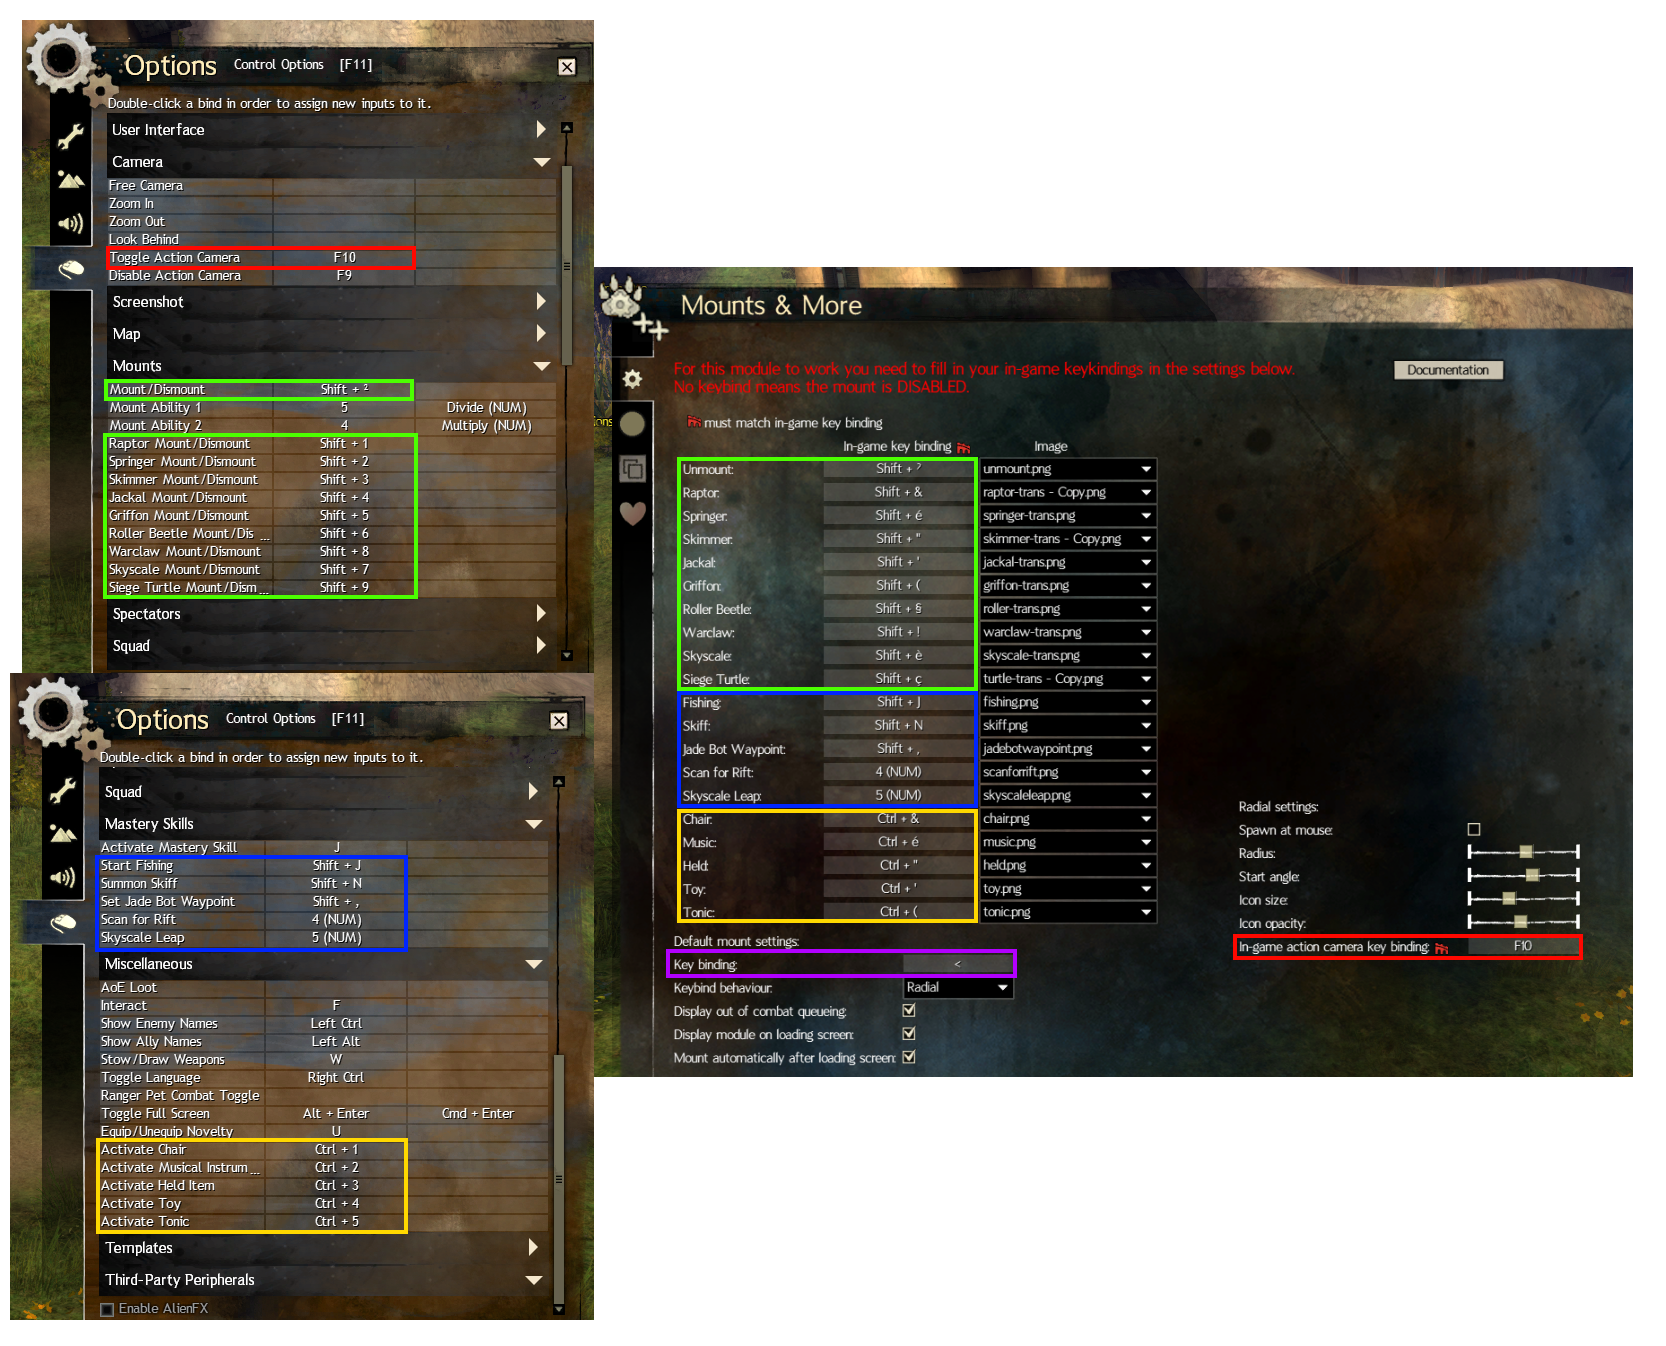 Options Control Options [F11]
Double-click a bind in order to assign new inputs to it.
User Interface
Camera
Free Camera
Zoom In
Zoom Out
Look Behind
Toggle Action Camera F10
Disable Action Camera F9
Screenshot
Map
Mounts
Mount/Dismount Shift + ²
Mount Ability 1 5 Divide (NUM)
Mount Ability 2 4 Multiply (NUM)
Raptor Mount/Dismount Shift + 1
Springer Mount/Dismount Shift + 2
Skimmer Mount/Dismount Shift + 3
Jackal Mount/Dismount Shift + 4
Griffon Mount/Dismount Shift + 5
Roller Beetle Mount/Dis ... Shift + 6
Warclaw Mount/Dismount Shift + 8
Skyscale Mount/Dismount Shift + 7
Siege Turtle Mount/Dism ... Shift + 9
Spectators
Squad
Options Control Options [F11]
Double-click a bind in order to assign new inputs to it.
Squad
Mastery Skills
Activate Mastery Skill J
Start Fishing Shift + J
Summon Skiff Shift + N
Set Jade Bot Waypoint Shift + ,
Scan for Rift 4 (NUM)
Skyscale Leap 5 (NUM)
Miscellaneous
AoE Loot
Interact F
Show Enemy Names Left Ctrl
Show Ally Names Left Alt
Stow/Draw Weapons W
Toggle Language Right Ctrl
Ranger Pet Combat Toggle
Toggle Full Screen Alt + Enter Cmd + Enter
Equip/Unequip Novelty U
Activate Chair Ctrl + 1
Activate Musical Instrum ... Ctrl + 2
Activate Held Item Ctrl + 3
Activate Toy Ctrl + 4
Activate Tonic Ctrl + 5
Templates
Third-Party Peripherals
Enable AlienFX
Mounts & More
For this module to work you need to fill in your in-game keykindings in the settings below.
No keybind means the mount is DISABLED.
Documentation
must match in-game key binding
In-game key binding Image
Unmount: Shift + ² unmount.png
Raptor: Shift + & raptor-trans - Copy.png
Springer: Shift + é springer-trans.png
Skimmer: Shift + " skimmer-trans - Copy.png
Jackal: Shift + ' jackal-trans.png
Griffon: Shift + ( griffon-trans.png
Roller Beetle: Shift + § roller-trans.png
Warclaw: Shift + ! warclaw-trans.png
Skyscale: Shift + è skyscale-trans.png
Siege Turtle: Shift + ç turtle-trans - Copy.png
Fishing: Shift + J fishing.png
Skiff: Shift + N skiff.png
Jade Bot Waypoint: Shift + , jadebotwaypoint.png
Scan for Rift: 4 (NUM) scanforrift.png
Skyscale Leap: 5 (NUM) skyscaleleap.png
Chair: Ctrl + & chair.png
Music: Ctrl + é music.png
Held: Ctrl + " held.png
Toy: Ctrl + ' toy.png
Tonic: Ctrl + ( tonic.png
Default mount settings:
Key binding: <
Keybind behaviour: Radial
Display out of combat queueing:
Display module on loading screen:
Mount automatically after loading screen:
Radial settings:
Spawn at mouse:
Radius:
Start angle:
Icon size:
Icon opacity:
In-game action camera key binding: F10